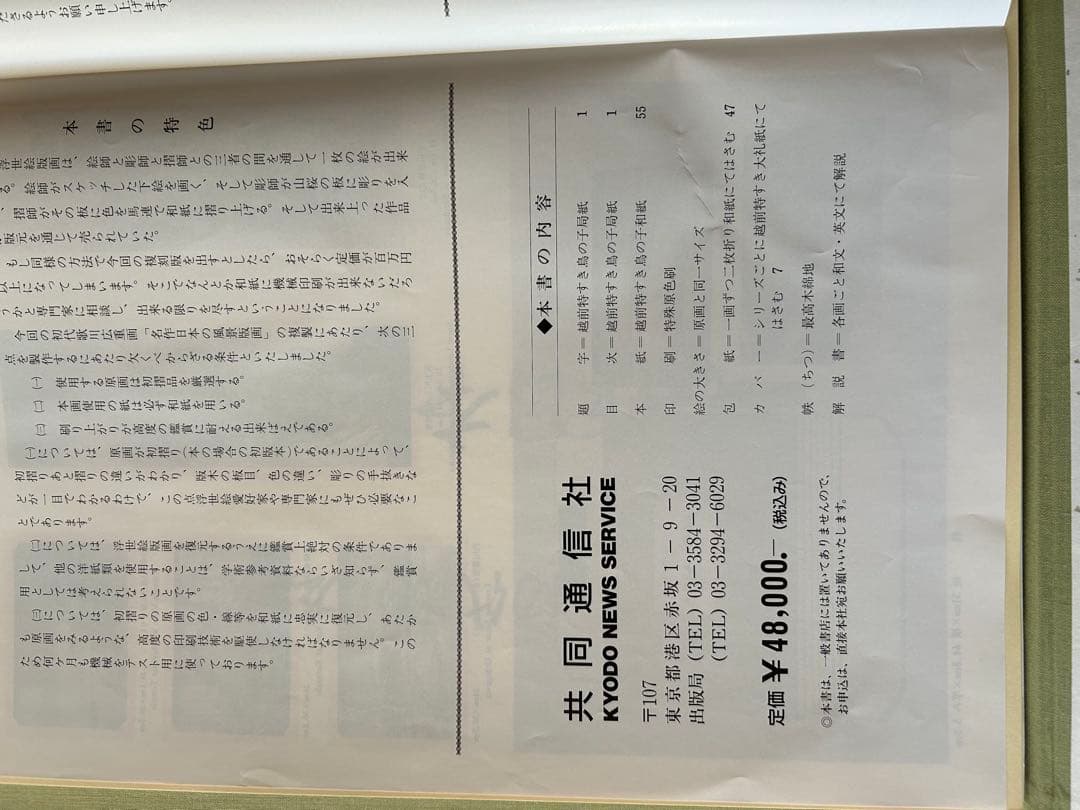 ださるようお願い申し上げます。
本書の特色
浮世絵版画は、絵師と彫師と摺師との三者の間を通して一枚の絵が出来
る。絵師がスケッチした下絵を画く、そして彫師が山桜の板に彫りを入
、摺師がその板に色を馬連で和紙に摺り上げる。そして出来上った作品
版元を通じて売られていた。
もし同様の方法で今回の複刻版を出すとしたら、おそらく定価が百万円
以上になってしまいます。そこでなんとか和紙に機械印刷が出来ないだろ
うかと専門家に相談し、出来る限りを尽すということになりました。
今回の初代歌川広重画「名作日本の風景版画」の複製にあたり、次の三
点を製作するにあたり欠くべからざる条件といたしました。
㈠ 使用する原画は初摺品を厳選する。
㈡ 本画使用の紙は必ず和紙を用いる。
㈢ 刷り上がりが高度の鑑賞に耐える出来ばえである。
㈠については、原画が初摺り(本の場合の初版本)であることによって、
初摺りあと摺りの違いがわかり、版木の板目、色の違い、彫りの手抜きな
どが一目でわかるわけで、この点浮世絵愛好家や専門家にもぜひ必要なこ
とであります。
㈡については、浮世絵版画を復元するうえに鑑賞上絶対の条件でありま
して、他の洋紙類を使用することは、学術参考資料ならいざ知らず、鑑賞
用としては考えられないことです。
㈢については、初摺りの原画の色・線等を和紙に忠実に復元し、あたか
も原画をみるような、高度の印刷技術を駆使しなければなりません。この
ため何ケ月も機械をテスト用に使っております。
◆本書の内容
題字=越前特すき鳥の子局紙 1
目次=越前特すき鳥の子局紙 1
本紙=越前特すき鳥の子和紙 55
印刷=特殊原色刷
絵の大きさ=原画と同一サイズ
包紙=一画ずつ二枚折り和紙にてはさむ 47
カバー=シリーズごとに越前特すき大礼紙にて
はさむ 7
帙(ちつ)=最高木綿地
解説書=各画ごと和文・英文にて解説
共同通信社
KYODO NEWS SERVICE
〒107
東京都港区赤坂1-9-20
出版局(TEL)03-3584-3041
(TEL)03-3294-6029
定価¥48,000.-(税込み)
◎本書は、一般書店には置いてありませんので、
お申込は、直接本社宛お願いいたします。